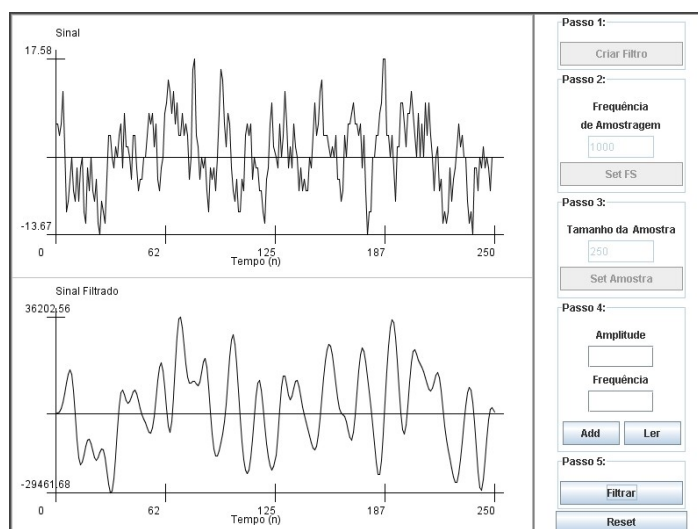 Sinal
17.58
-13.67
0
62
125
187
250
Tempo (n)
Sinal Filtrado
36202.56
-29461.68
0
62
125
187
250
Tempo (n)
Passo 1:
Criar Filtro
Passo 2:
Frequência
de Amostragem
1000
Set FS
Passo 3:
Tamanho da Amostra
250
Set Amostra
Passo 4:
Amplitude
Frequência
Add
Ler
Passo 5:
Filtrar
Reset